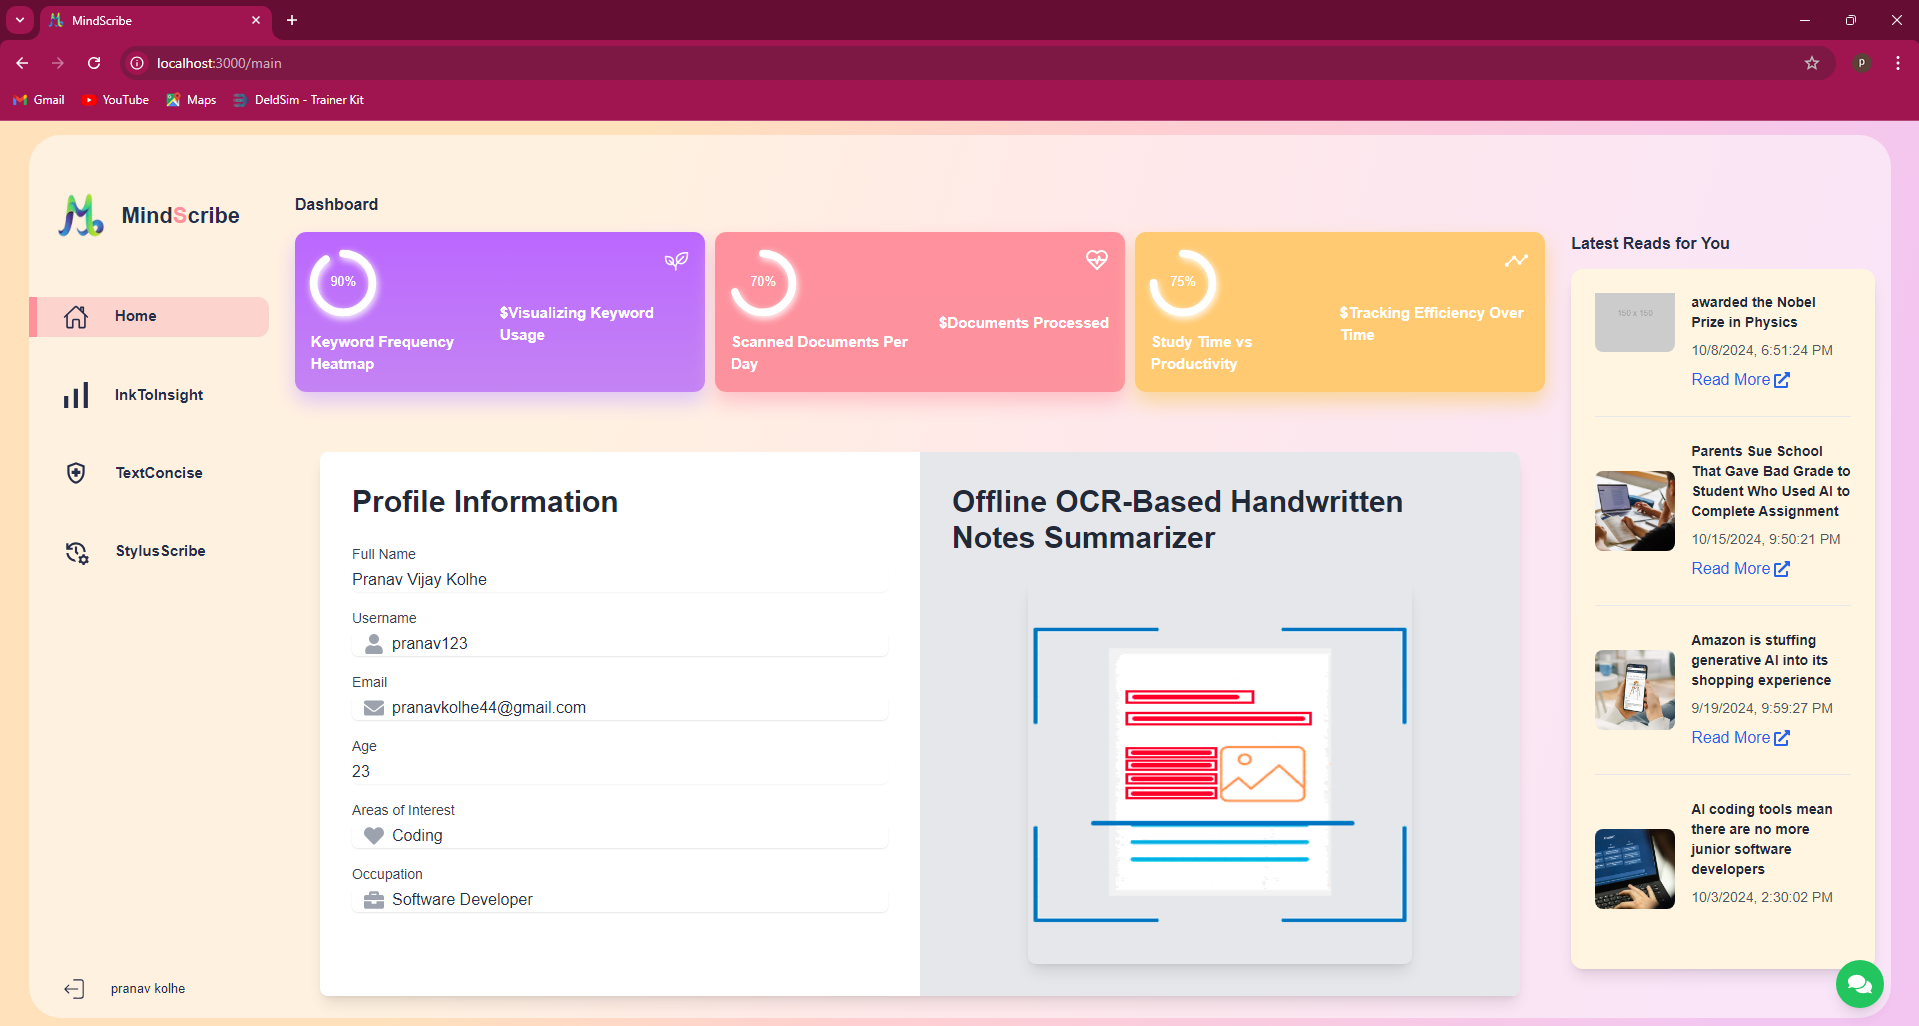 MindScribe
localhost:3000/main
P
Gmail
YouTube
Maps
DeldSim - Trainer Kit
MindScribe
Home
InkToInsight
TextConcise
StylusScribe
pranav kolhe
Dashboard
90%
Keyword Frequency
Heatmap
$Visualizing Keyword
Usage
70%
Scanned Documents Per
Day
$Documents Processed
75%
Study Time vs
Productivity
$Tracking Efficiency Over
Time
Profile Information
Full Name
Pranav Vijay Kolhe
Username
pranav123
Email
pranavkolhe44@gmail.com
Age
23
Areas of Interest
Coding
Occupation
Software Developer
Offline OCR-Based Handwritten
Notes Summarizer
Latest Reads for You
150 x 150
awarded the Nobel
Prize in Physics
10/8/2024, 6:51:24 PM
Read More
Parents Sue School
That Gave Bad Grade to
Student Who Used AI to
Complete Assignment
10/15/2024, 9:50:21 PM
Read More
Amazon is stuffing
generative AI into its
shopping experience
9/19/2024, 9:59:27 PM
Read More
AI coding tools mean
there are no more
junior software
developers
10/3/2024, 2:30:02 PM